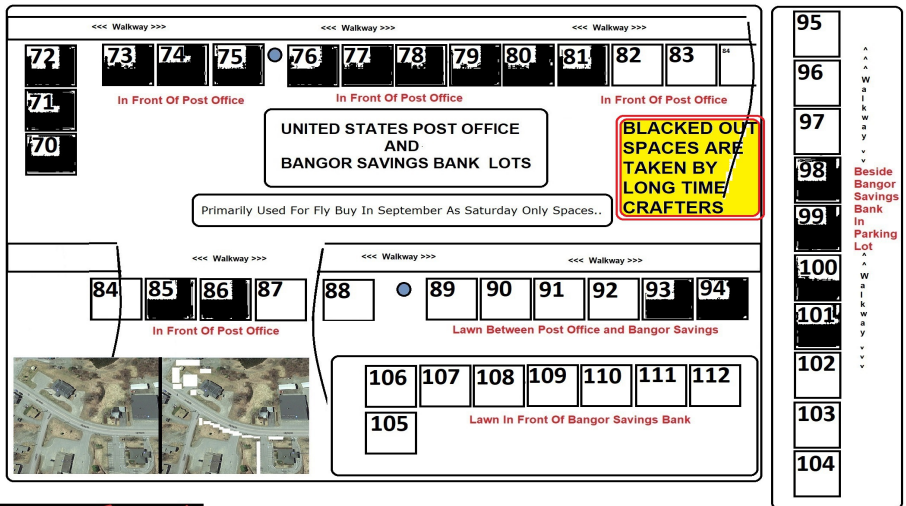 <<< Walkway >>>
<<< Walkway >>>
<<< Walkway >>>
72 73 74 75 76 77 78 79 80 81 82 83 84
71
70
In Front Of Post Office
In Front Of Post Office
In Front Of Post Office
UNITED STATES POST OFFICE
AND
BANGOR SAVINGS BANK LOTS
BLACKED OUT
SPACES ARE
TAKEN BY
LONG TIME
CRAFTERS
Primarily Used For Fly Buy In September As Saturday Only Spaces..
<<< Walkway >>>
<<< Walkway >>>
<<< Walkway >>>
84 85 86 87 88 89 90 91 92 93 94
In Front Of Post Office
Lawn Between Post Office and Bangor Savings
106 107 108 109 110 111 112
105
Lawn In Front Of Bangor Savings Bank
95
96
97
98
99
100
101
102
103
104
^^^Walkway˅˅˅
Beside
Bangor
Savings
Bank
In
Parking
Lot
^^^Walkway˅˅˅